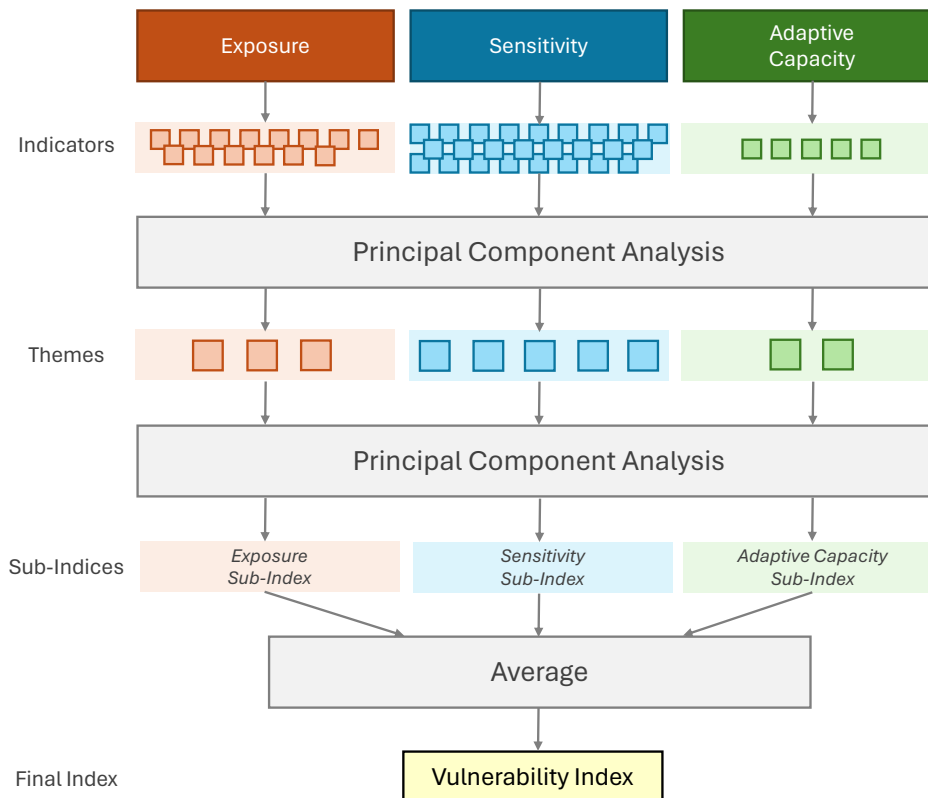 Exposure
Sensitivity
Adaptive
Capacity
Indicators
Principal Component Analysis
Themes
Principal Component Analysis
Sub-Indices
Exposure
Sub-Index
Sensitivity
Sub-Index
Adaptive Capacity
Sub-Index
Average
Final Index
Vulnerability Index